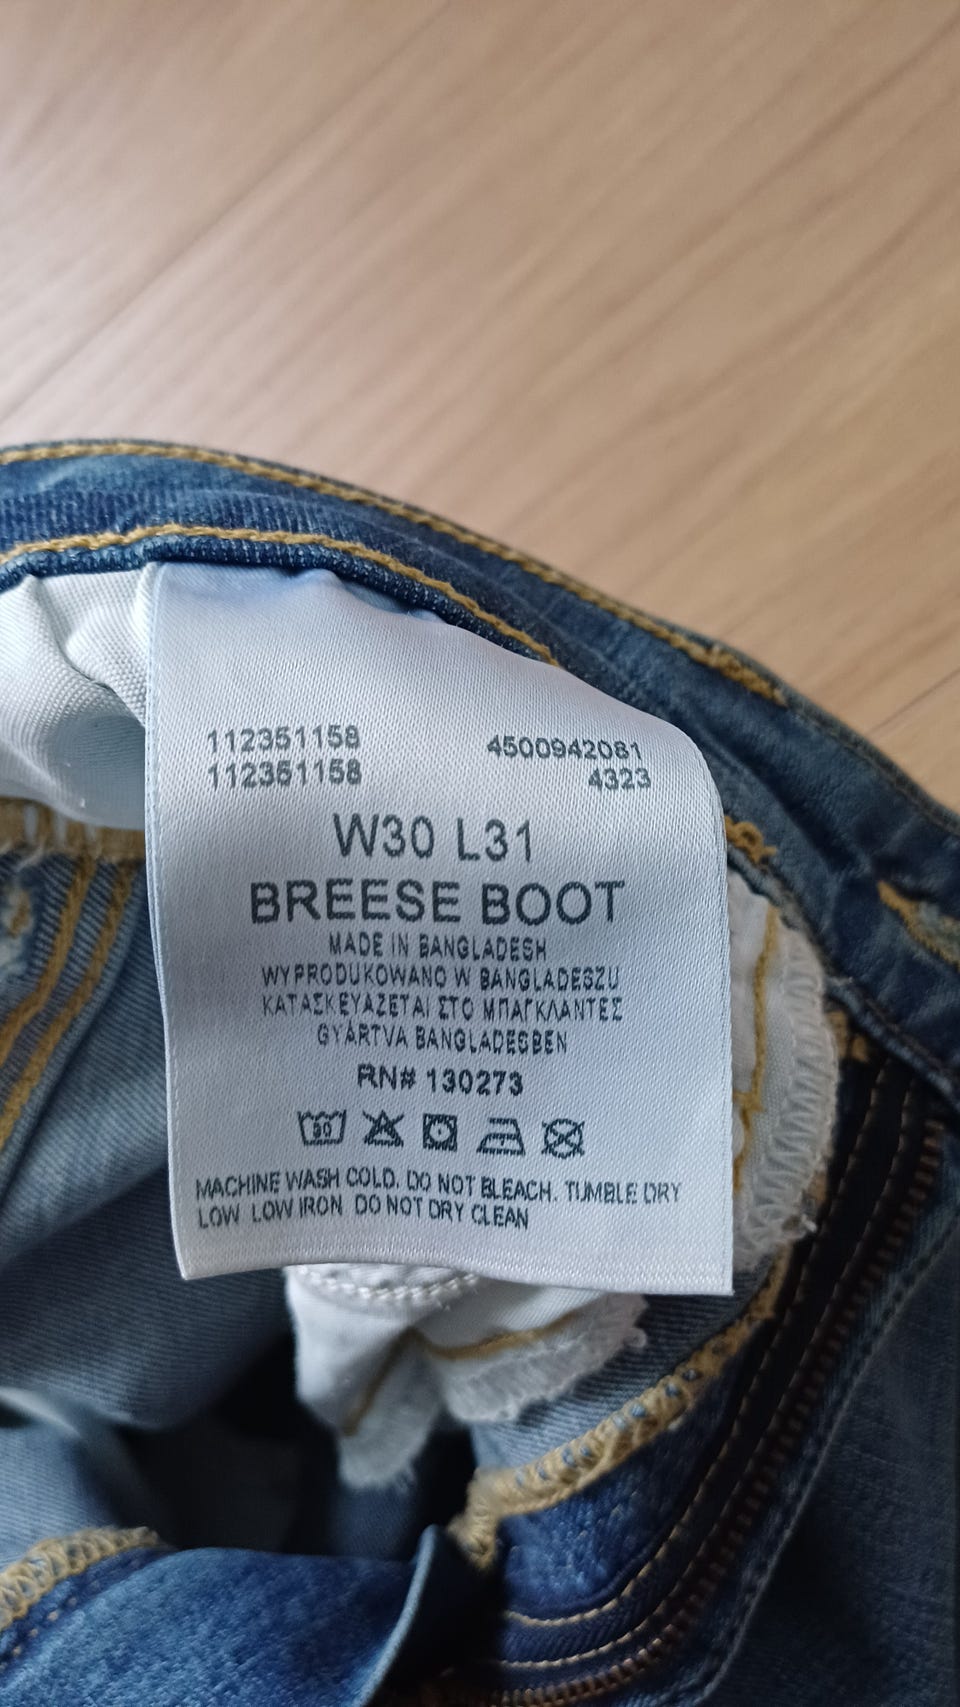 112351158 4500942081
112351158 4323
W30 L31
BREESE BOOT
MADE IN BANGLADESH
WYPRODUKOWANO W BANGLADESZU
ΚΑΤΑΣΚΕΥΑΖΕΤΑΙ ΣΤΟ ΜΠΑΓΚΛΑΝΤΕΣ
GYÁRTVA BANGLADESBEN
RN# 130273
30
MACHINE WASH COLD. DO NOT BLEACH. TUMBLE DRY
LOW LOW IRON DO NOT DRY CLEAN